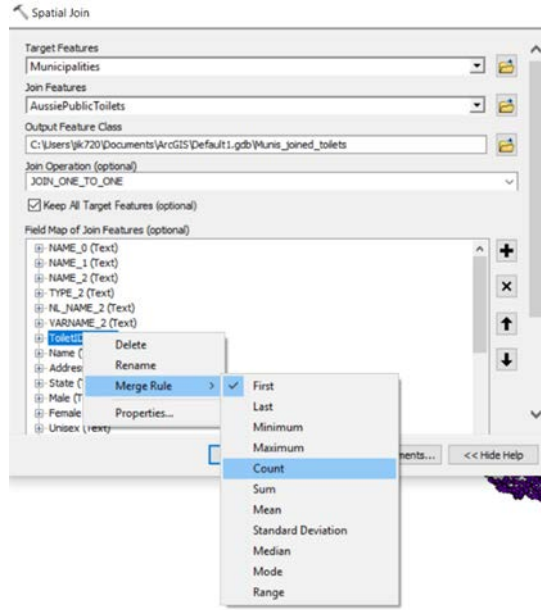 Spatial Join
Target Features
Municipalities
Join Features
AussiePublicToilets
Output Feature Class
C:\Users\jik720\Documents\ArcGIS\Default1.gdb\Munis_joined_toilets
Join Operation (optional)
JOIN_ONE_TO_ONE
Keep All Target Features (optional)
Field Map of Join Features (optional)
NAME_0 (Text)
NAME_1 (Text)
NAME_2 (Text)
TYPE_2 (Text)
NL_NAME_2 (Text)
VARNAME_2 (Text)
ToiletID
Name (
Addres
State (
Male (T
Female
Unisex (Text)
Delete
Rename
Merge Rule
Properties...
First
Last
Minimum
Maximum
Count
Sum
Mean
Standard Deviation
Median
Mode
Range
ments...
<< Hide Help